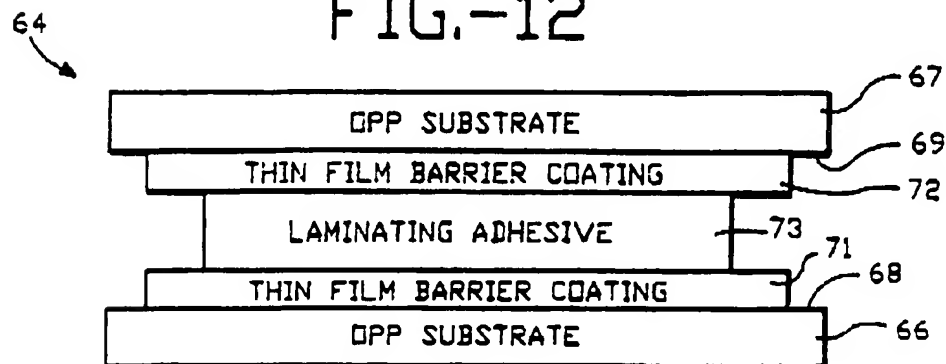 FIG.-12
64
67
OPP SUBSTRATE
69
THIN FILM BARRIER COATING
72
LAMINATING ADHESIVE
73
71
THIN FILM BARRIER COATING
68
OPP SUBSTRATE
66